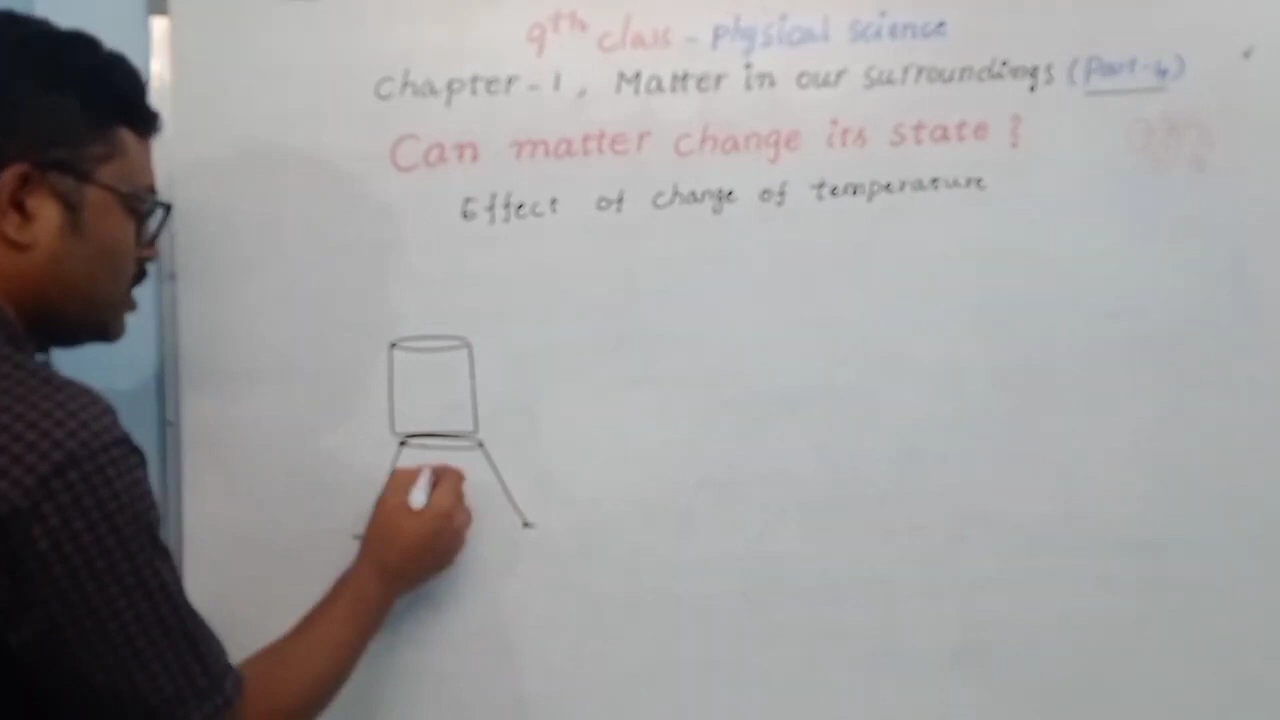 9th class - physical science
Chapter - 1, Matter in our surroundings (Part-4)
Can matter change its state ?
Effect of change of temperature